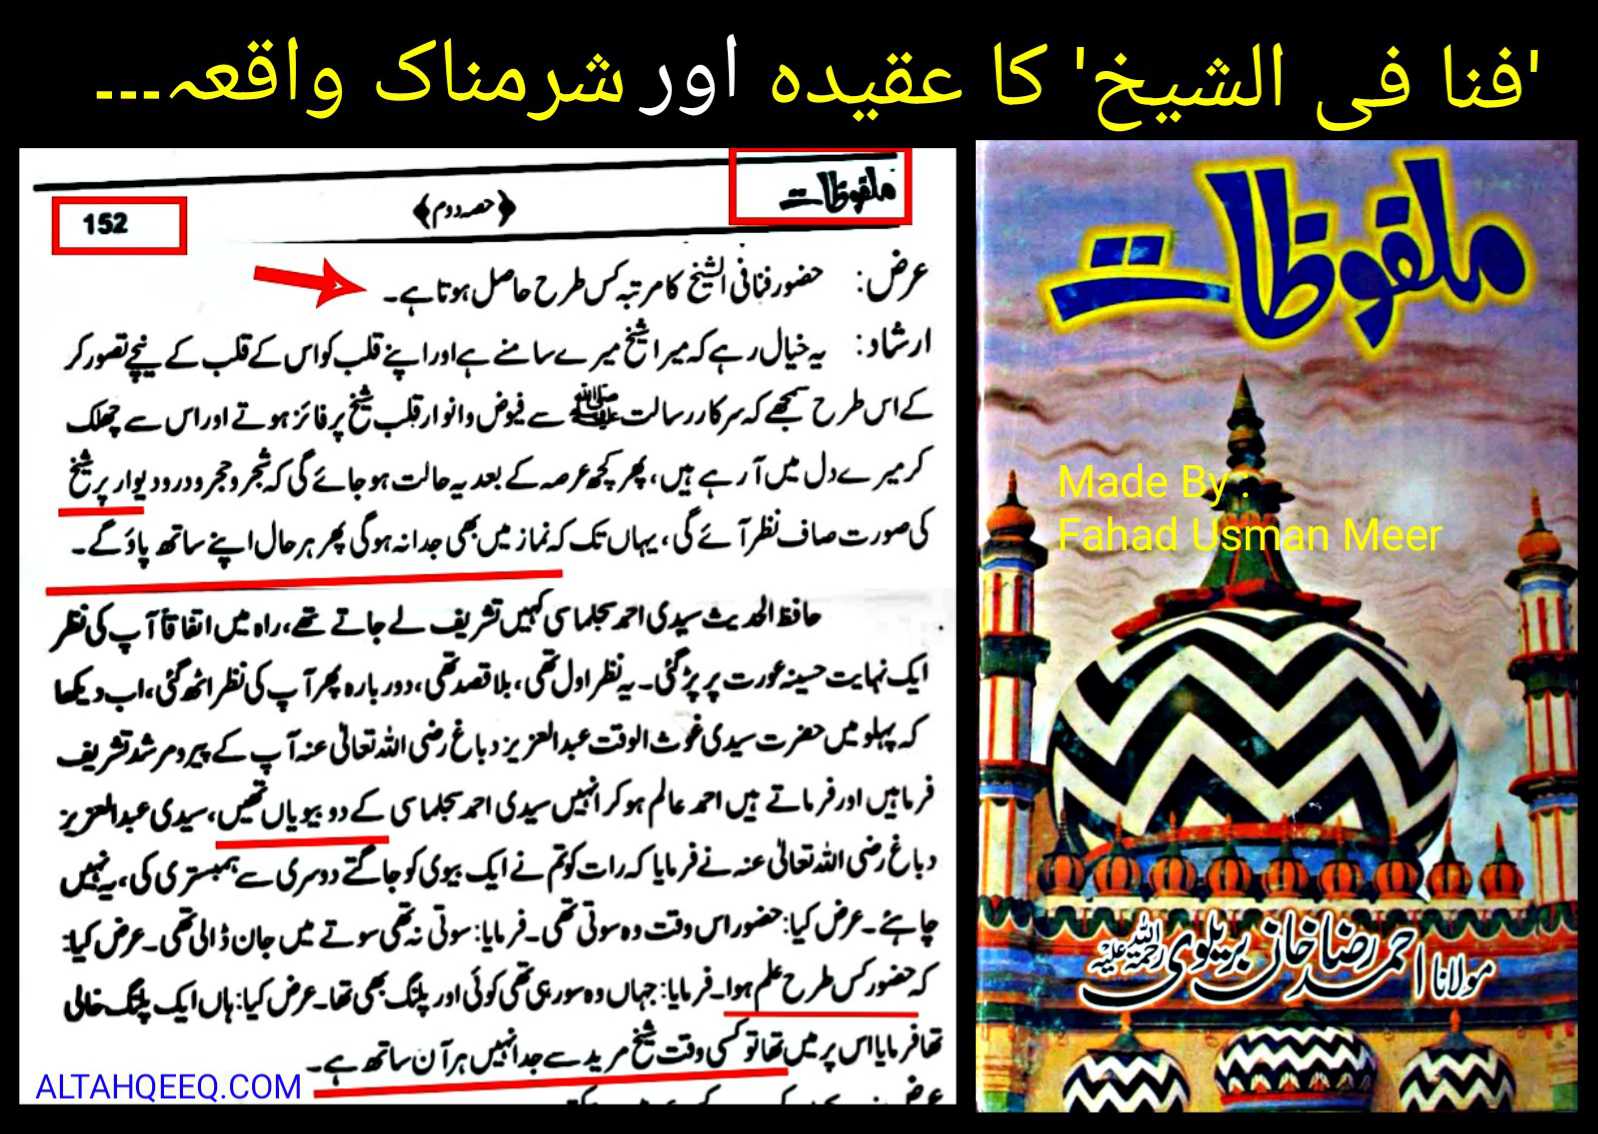 'فنا فی الشیخ' کا عقیدہ اور شرمناک واقعہ۔۔۔
ملفوظات
﴿حصہ دوم﴾
152
عرض: حضور فنا فی الشیخ کا مرتبہ کس طرح حاصل ہوتا ہے۔
ارشاد: یہ خیال رہے کہ میرا شیخ میرے سامنے ہے اور اپنے قلب کو اس کے قلب کے نیچے تصور کر
کے اس طرح سمجھے کہ سرکار رسالت ﷺ سے فیوض و انوار قلب شیخ پر فائز ہوتے اور اس سے چھلک
کر میرے دل میں آ رہے ہیں، پھر کچھ عرصہ کے بعد یہ حالت ہو جائے گی کہ شجر و حجر و در و دیوار پر شیخ
کی صورت صاف نظر آئے گی، یہاں تک کہ نماز میں بھی جدا نہ ہوگی پھر ہر حال اپنے ساتھ پاؤ گے۔
حافظ الحدیث سیدی احمد سجلماسی کہیں تشریف لے جاتے تھے، راہ میں اتفاقاً آپ کی نظر
ایک نہایت حسینہ عورت پر پڑ گئی۔ یہ نظر اول تھی، بلا قصد تھی، دوبارہ پھر آپ کی نظر اٹھ گئی، اب دیکھا
کہ پہلو میں حضرت سیدی غوث الوقت عبدالعزیز دباغ رضی اللہ تعالیٰ عنہ آپ کے پیر و مرشد تشریف
فرما ہیں اور فرماتے ہیں احمد عالم ہو کر انہیں سیدی احمد سجلماسی کے دو بیویاں تھیں، سیدی عبدالعزیز
دباغ رضی اللہ تعالیٰ عنہ نے فرمایا کہ رات کو تم نے ایک بیوی کو جاگتے دوسری سے ہمبستری کی، یہ نہیں
چاہئے۔ عرض کیا: حضور اس وقت وہ سوتی تھی۔ فرمایا: سوتی نہ تھی سوتے میں جان ڈالی تھی۔ عرض کیا:
کہ حضور کس طرح علم ہوا۔ فرمایا: جہاں وہ سو رہی تھی کوئی اور پلنگ بھی تھا۔ عرض کیا: ہاں ایک پلنگ خالی
تھا فرمایا اس پر میں تھا تو کسی وقت شیخ مرید سے جدا نہیں ہر آن ساتھ ہے۔
ALTAHQEEQ.COM
ملفوظات
Made By :
Fahad Usman Meer
مولانا احمد رضا خان بریلوی رحمۃ اللہ علیہ